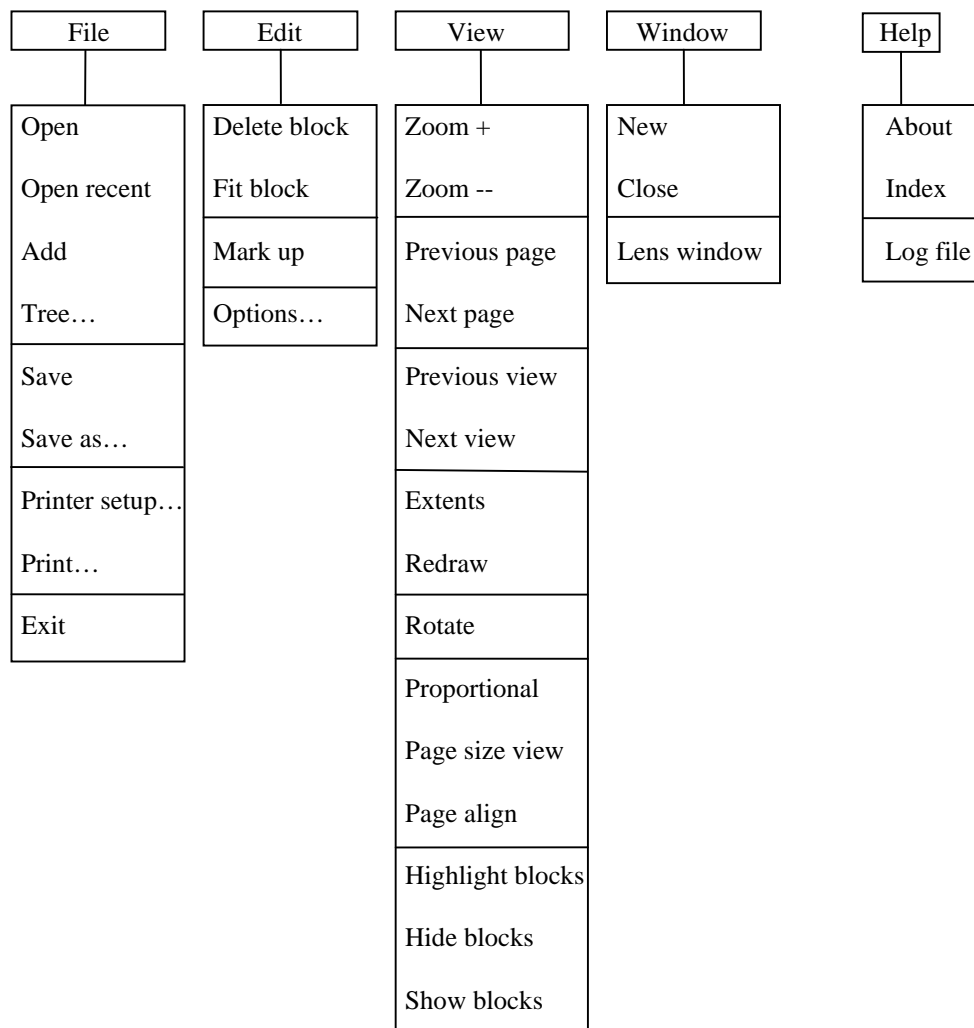 File
Edit
View
Window
Help
Open
Open recent
Add
Tree…
Save
Save as…
Printer setup…
Print…
Exit
Delete block
Fit block
Mark up
Options…
Zoom +
Zoom --
Previous page
Next page
Previous view
Next view
Extents
Redraw
Rotate
Proportional
Page size view
Page align
Highlight blocks
Hide blocks
Show blocks
New
Close
Lens window
About
Index
Log file